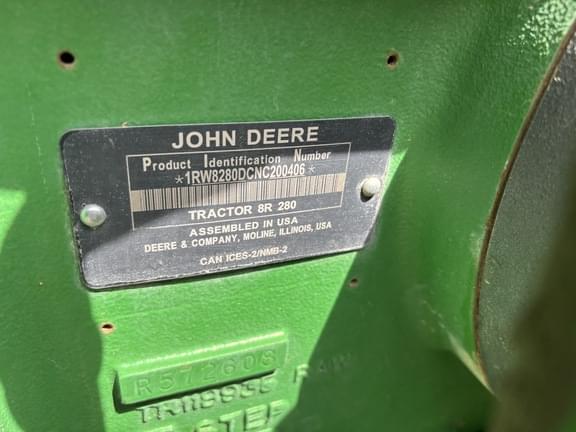 JOHN DEERE
Product Identification Number
*1RW8280DCNC200406*
TRACTOR 8R 280
ASSEMBLED IN USA
DEERE & COMPANY, MOLINE, ILLINOIS, USA
CAN ICES-2/NMB-2
R572608